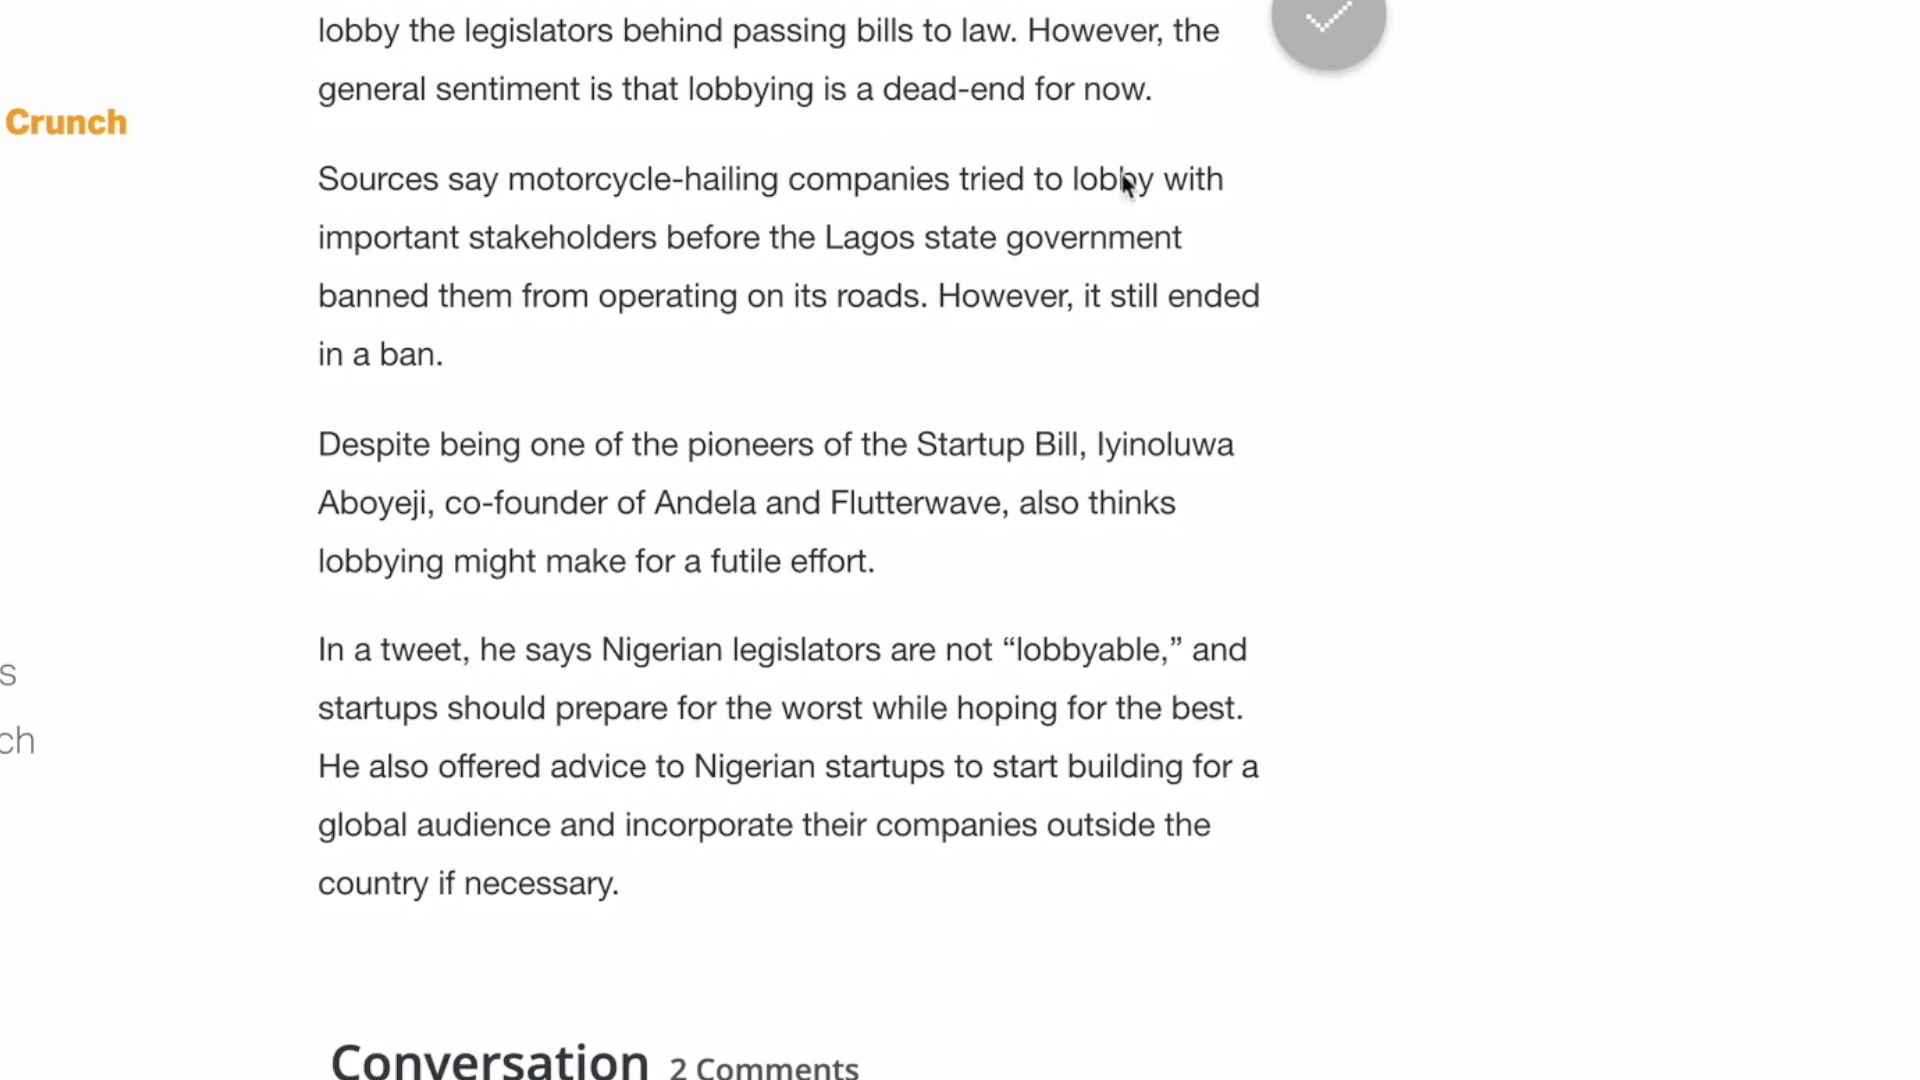 lobby the legislators behind passing bills to law. However, the
general sentiment is that lobbying is a dead-end for now.
Crunch
Sources say motorcycle-hailing companies tried to lobby with
important stakeholders before the Lagos state government
banned them from operating on its roads. However, it still ended
in a ban.
Despite being one of the pioneers of the Startup Bill, Iyinoluwa
Aboyeji, co-founder of Andela and Flutterwave, also thinks
lobbying might make for a futile effort.
In a tweet, he says Nigerian legislators are not “lobbyable,” and
startups should prepare for the worst while hoping for the best.
He also offered advice to Nigerian startups to start building for a
global audience and incorporate their companies outside the
country if necessary.
s
ch
Conversation 2 Comments